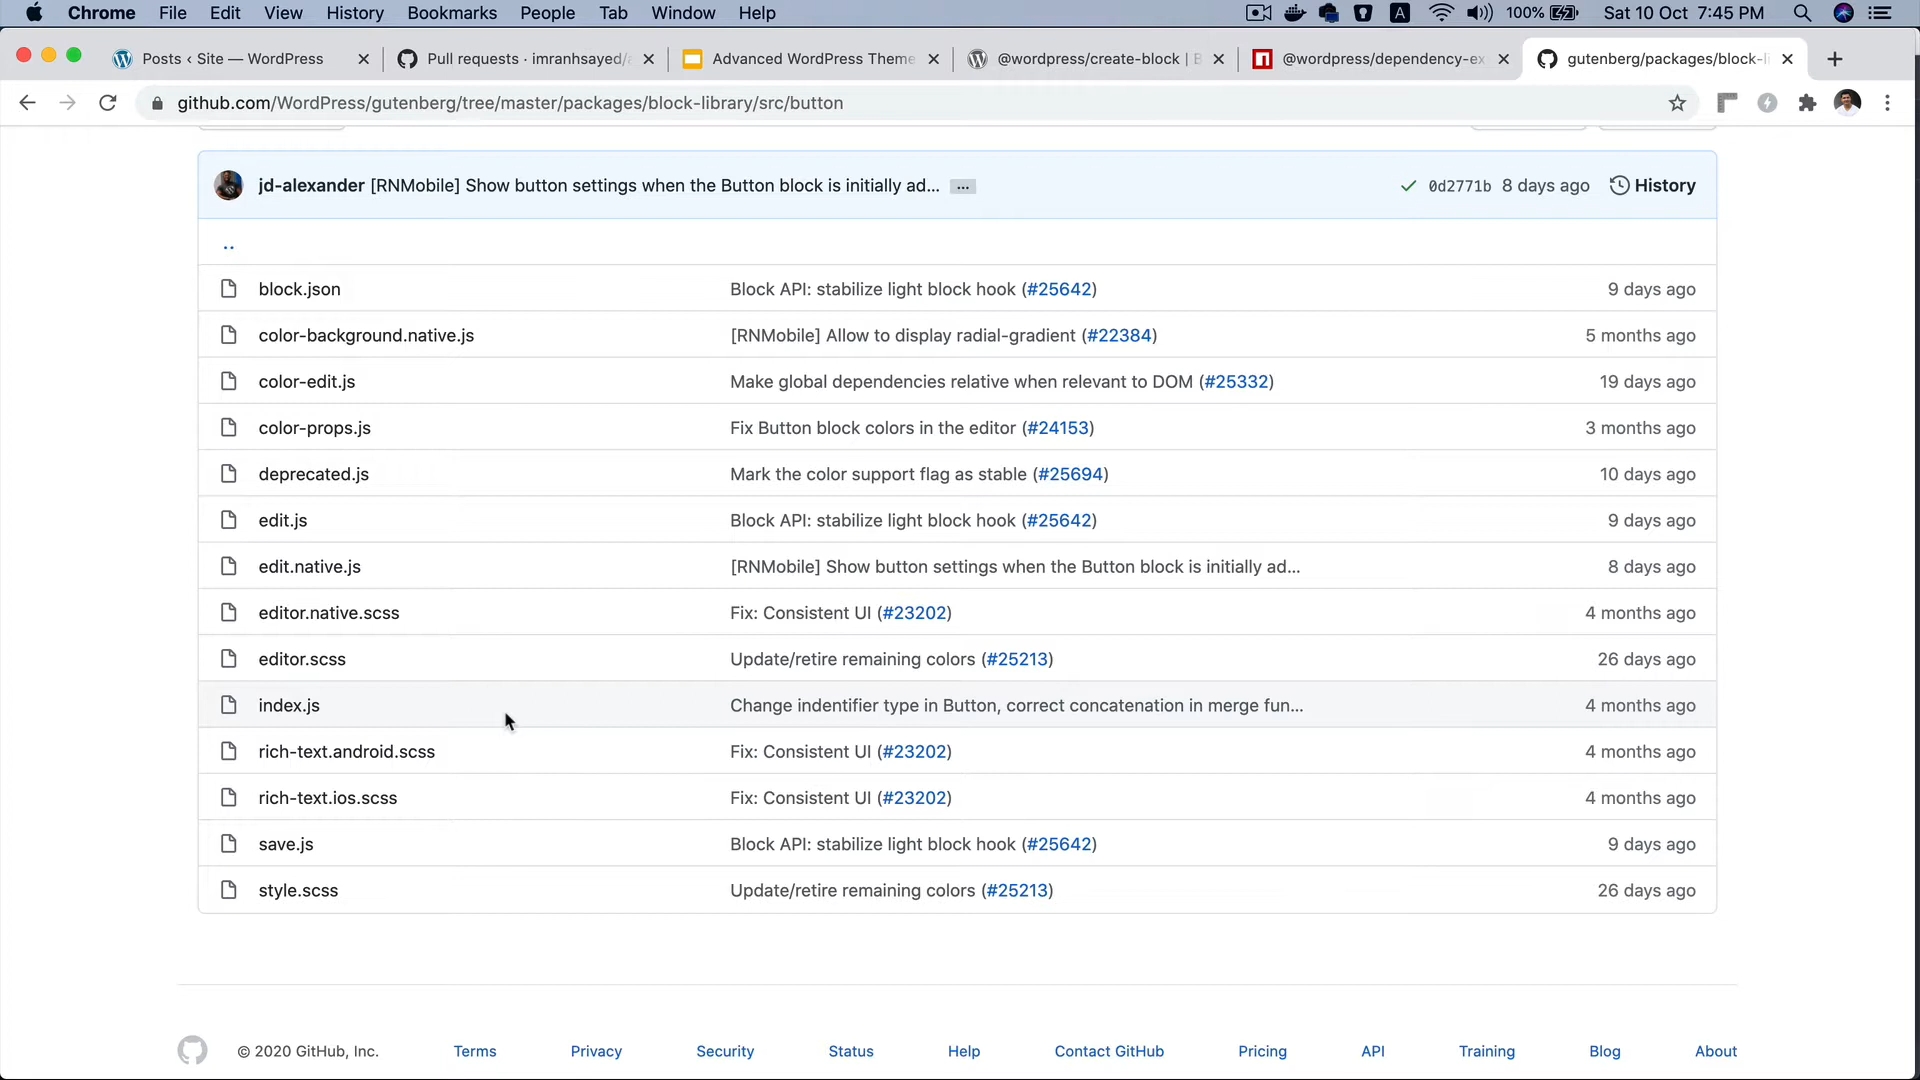 Chrome File Edit View History Bookmarks People Tab Window Help A 100% Sat 10 Oct 7:45 PM
Posts ‹ Site — WordPress Pull requests · imranhsayed/a Advanced WordPress Theme @wordpress/create-block | B @wordpress/dependency-ex gutenberg/packages/block-li
github.com/WordPress/gutenberg/tree/master/packages/block-library/src/button
jd-alexander [RNMobile] Show button settings when the Button block is initially ad... ... 0d2771b 8 days ago History
..
block.json Block API: stabilize light block hook (#25642) 9 days ago
color-background.native.js [RNMobile] Allow to display radial-gradient (#22384) 5 months ago
color-edit.js Make global dependencies relative when relevant to DOM (#25332) 19 days ago
color-props.js Fix Button block colors in the editor (#24153) 3 months ago
deprecated.js Mark the color support flag as stable (#25694) 10 days ago
edit.js Block API: stabilize light block hook (#25642) 9 days ago
edit.native.js [RNMobile] Show button settings when the Button block is initially ad... 8 days ago
editor.native.scss Fix: Consistent UI (#23202) 4 months ago
editor.scss Update/retire remaining colors (#25213) 26 days ago
index.js Change indentifier type in Button, correct concatenation in merge fun... 4 months ago
rich-text.android.scss Fix: Consistent UI (#23202) 4 months ago
rich-text.ios.scss Fix: Consistent UI (#23202) 4 months ago
save.js Block API: stabilize light block hook (#25642) 9 days ago
style.scss Update/retire remaining colors (#25213) 26 days ago
© 2020 GitHub, Inc. Terms Privacy Security Status Help Contact GitHub Pricing API Training Blog About